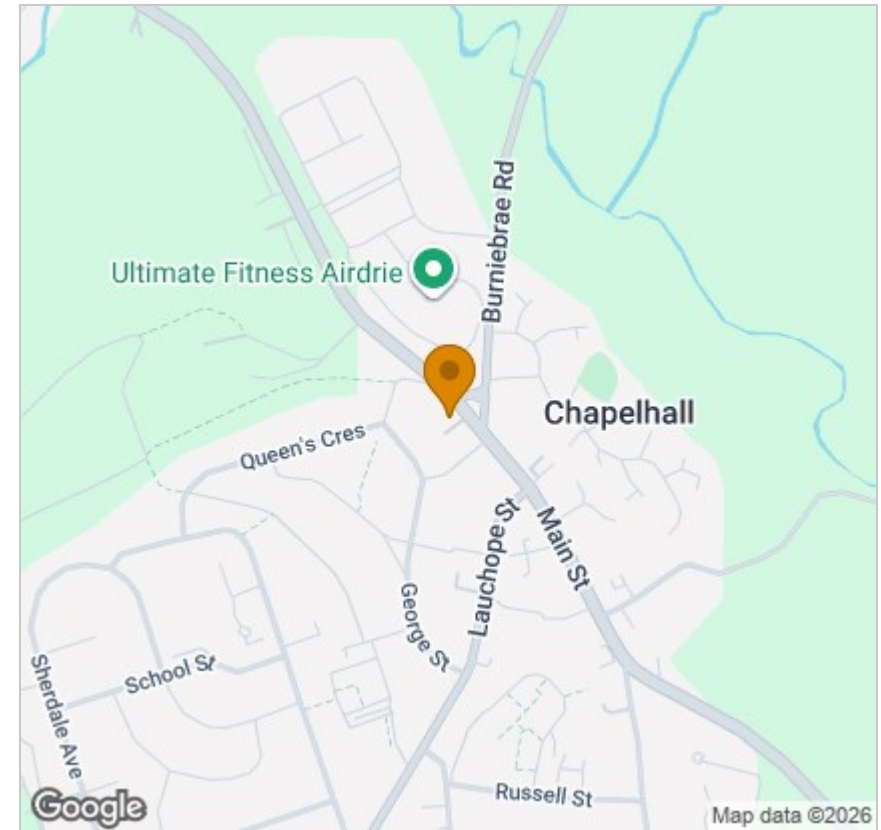 Burniebrae Rd
Ultimate Fitness Airdrie
Chapelhall
Queen's Cres
Lauchope St
Main St
George St
School St
Sherdale Ave
Russell St
Google
Map data ©2026